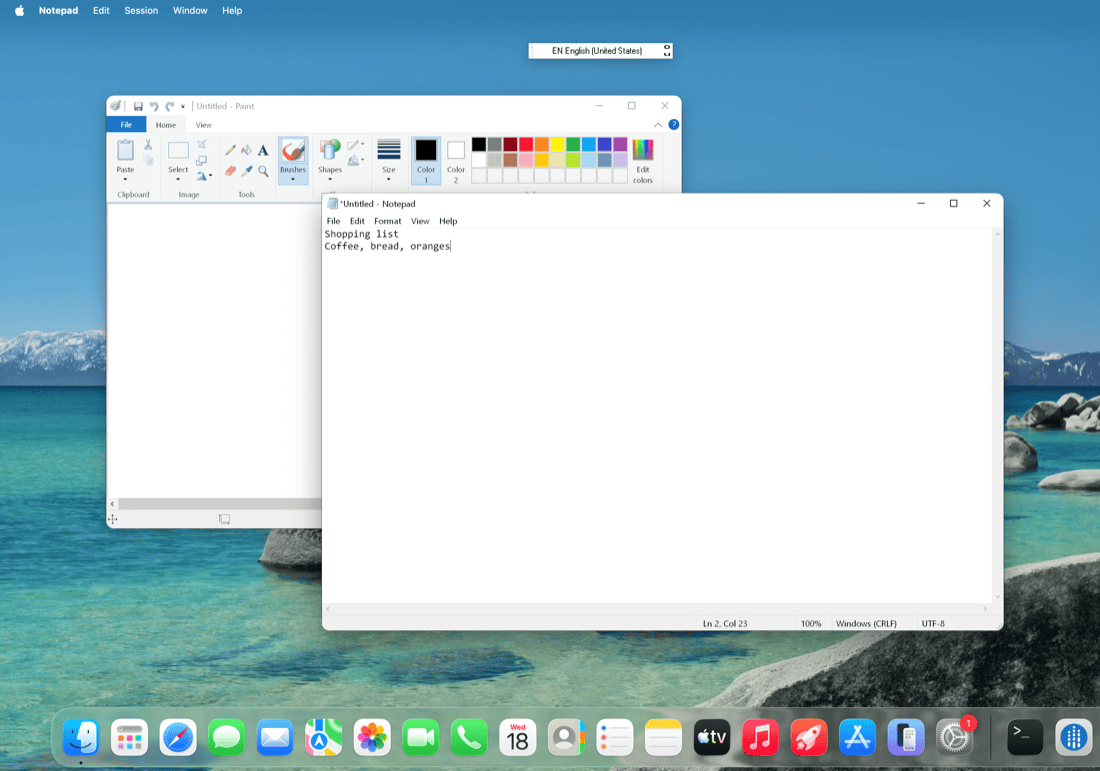 Notepad Edit Session Window Help
EN English (United States)
Untitled - Paint
File Home View
Paste Select Brushes Shapes Size Color 1 Color 2 Edit colors
Clipboard Image Tools
*Untitled - Notepad
File Edit Format View Help
Shopping list
Coffee, bread, oranges
Ln 2, Col 23 100% Windows (CRLF) UTF-8
Wed
18
tv
1
>_